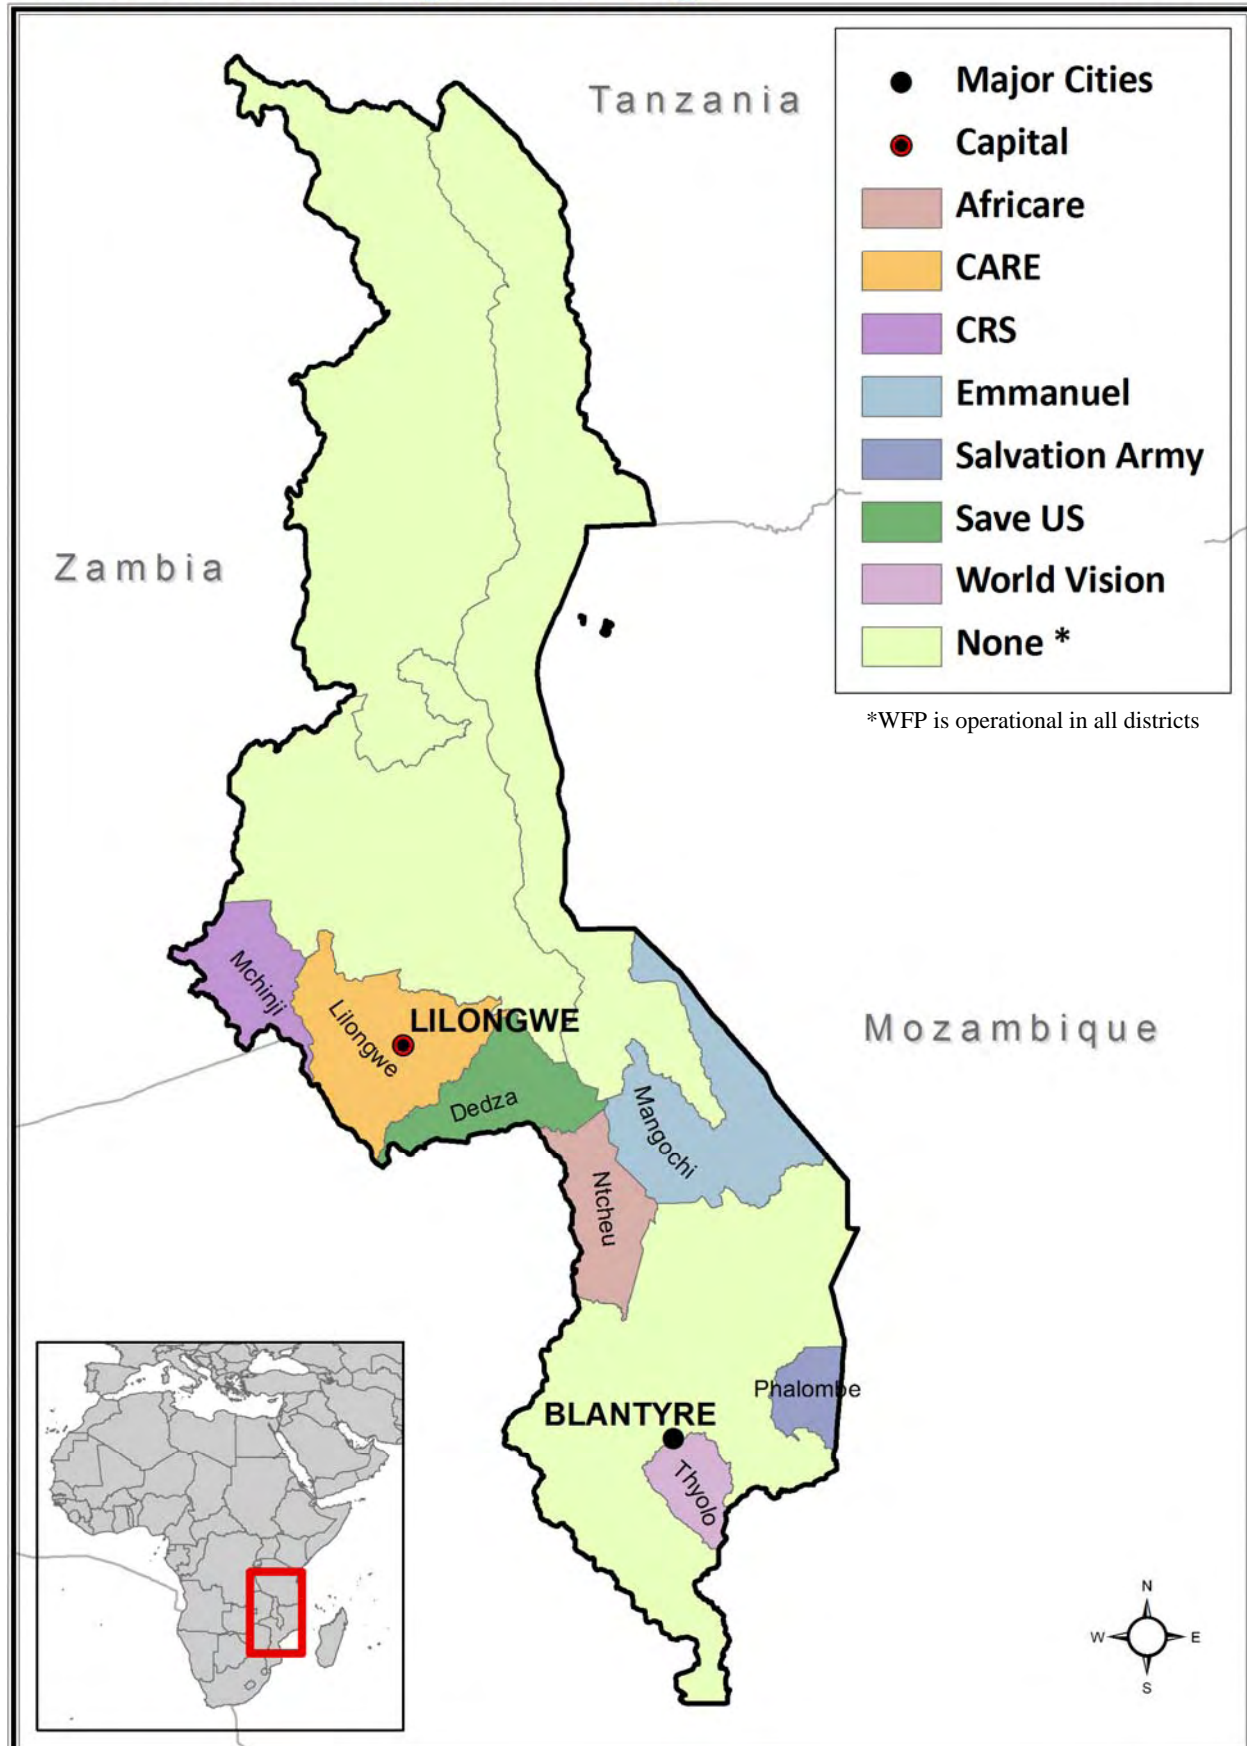 Tanzania
Major Cities
Capital
Africare
CARE
CRS
Emmanuel
Salvation Army
Save US
Zambia
World Vision
None *
*WFP is operational in all districts
Mchinji
Lilongwe
LILONGWE
Mozambique
Dedza
Mangochi
Ntcheu
Phalombe
BLANTYRE
Thyolo
N
W
E
S